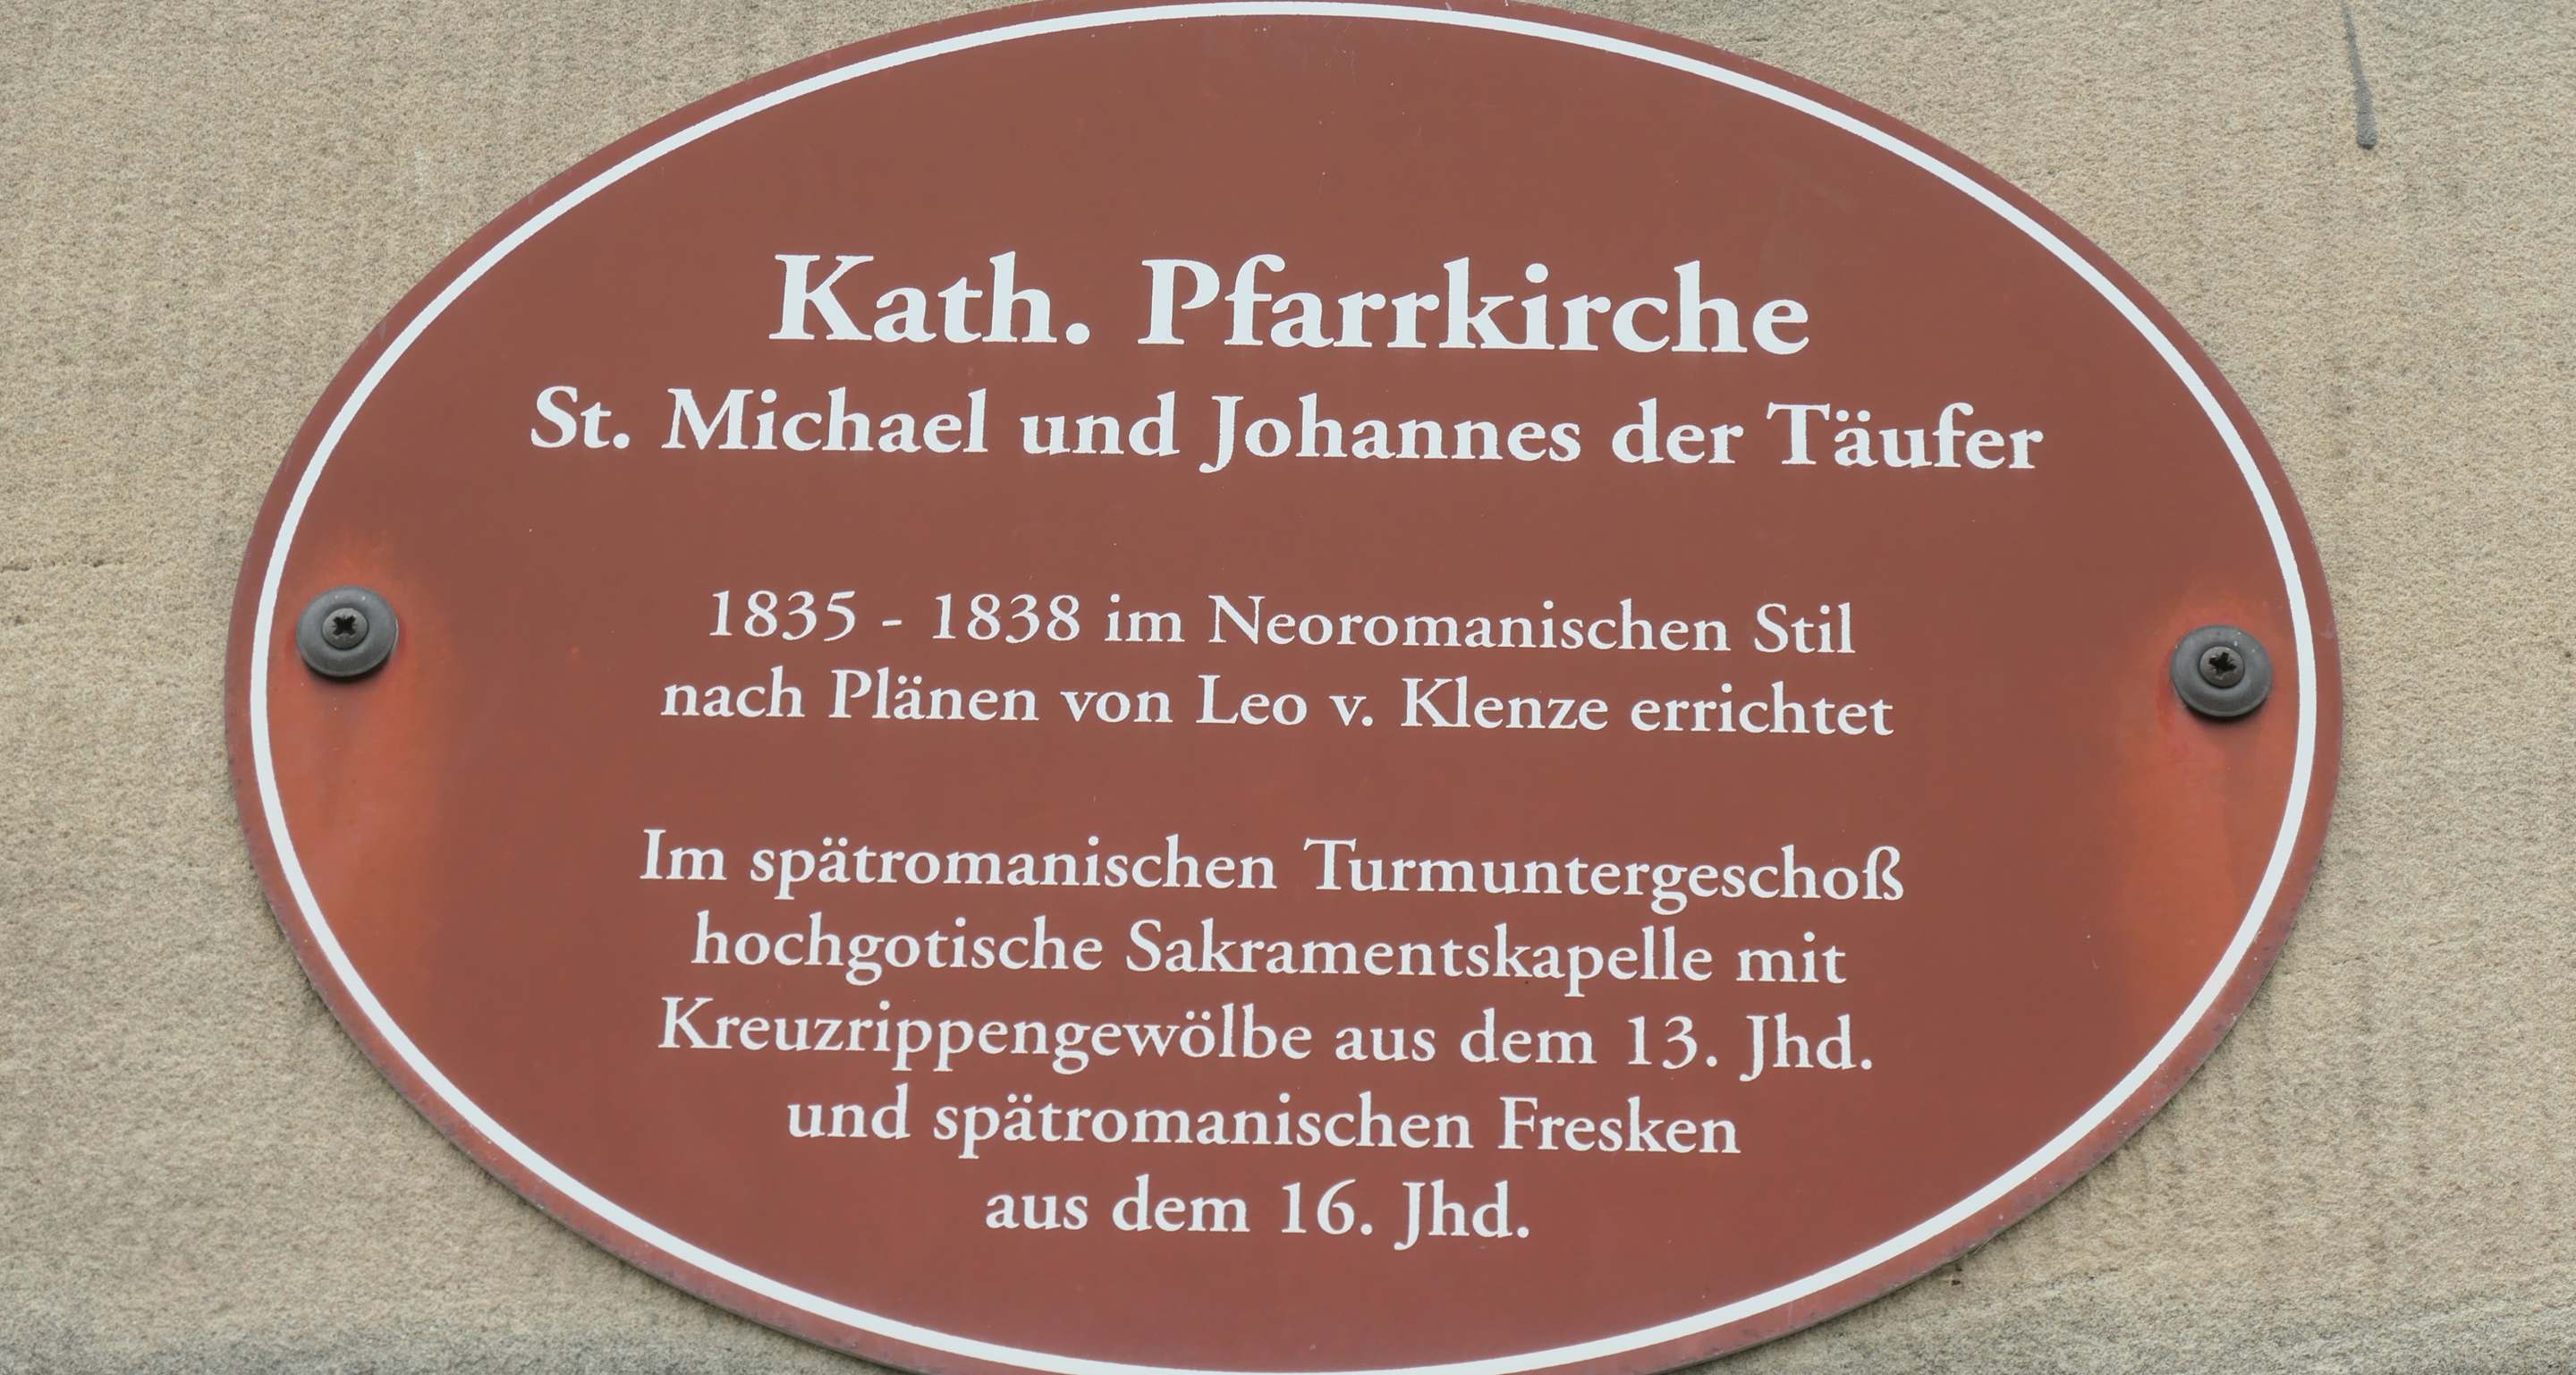 Kath. Pfarrkirche
St. Michael und Johannes der Täufer
1835 - 1838 im Neoromanischen Stil
nach Plänen von Leo v. Klenze errichtet
Im spätromanischen Turmuntergeschoß
hochgotische Sakramentskapelle mit
Kreuzrippengewölbe aus dem 13. Jhd.
und spätromanischen Fresken
aus dem 16. Jhd.